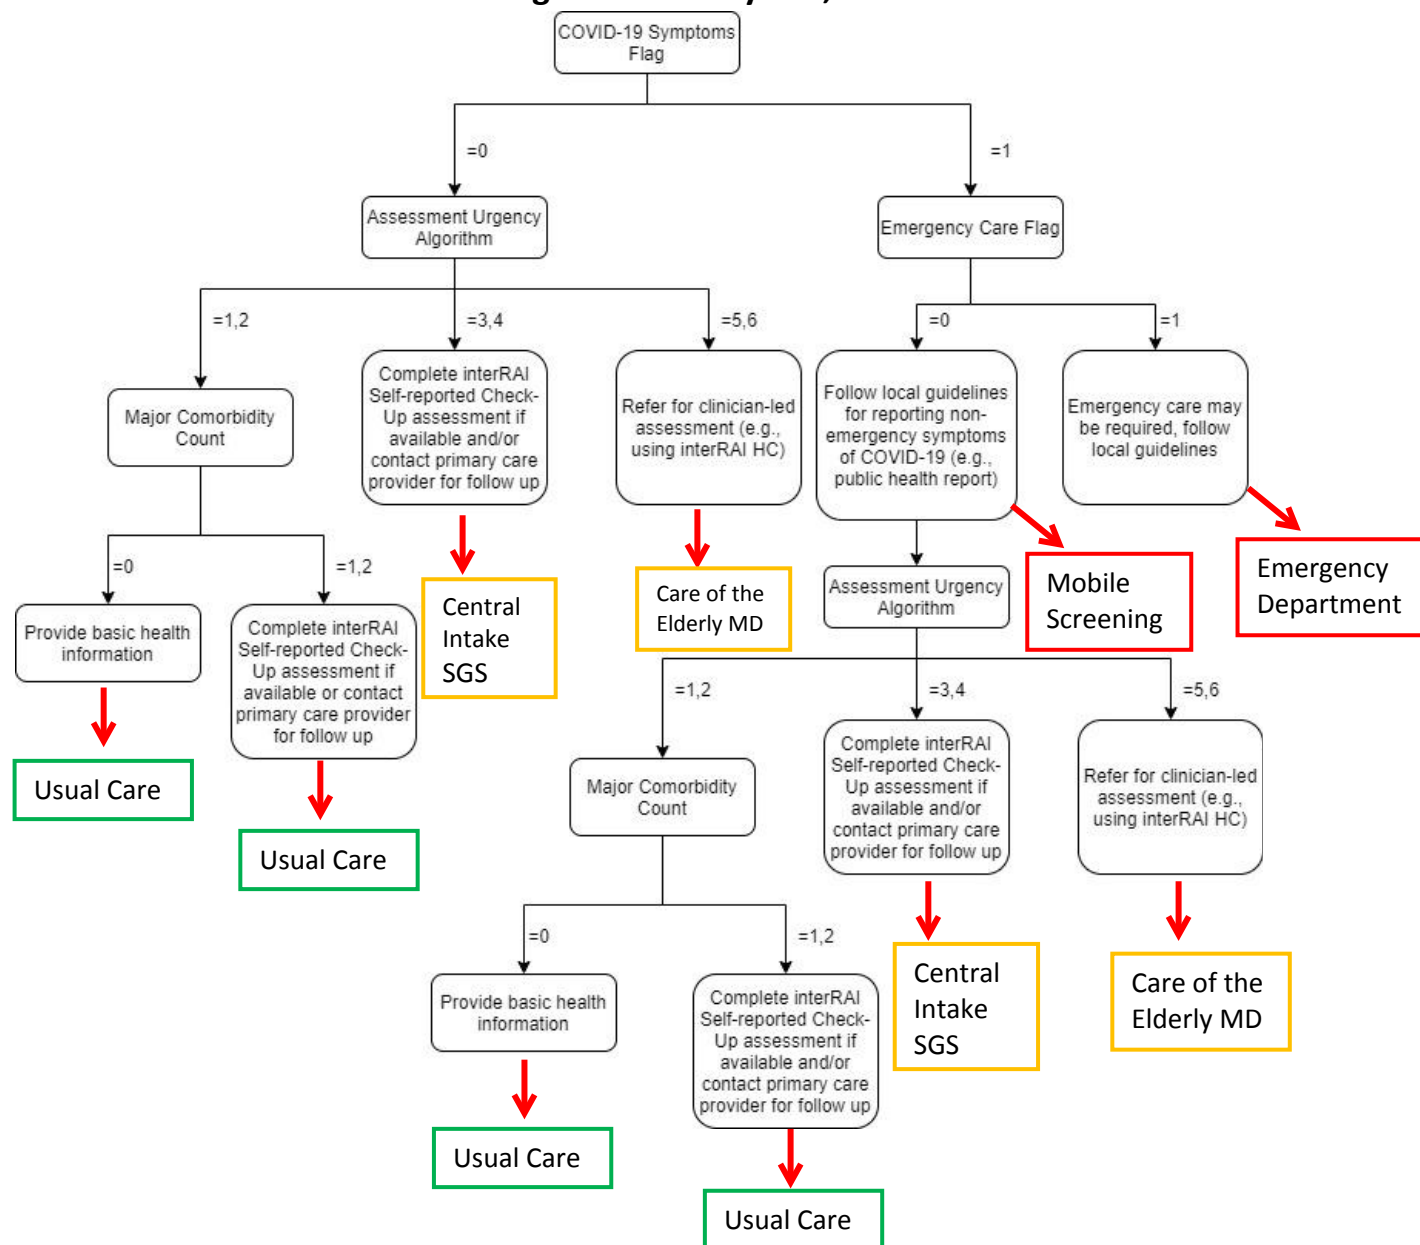 COVID-19 Symptoms
Flag
=0
=1
Assessment Urgency
Algorithm
Emergency Care Flag
=1,2
=3,4
=5,6
=0
=1
Major Comorbidity
Count
Complete interRAI
Self-reported Check-
Up assessment if
available and/or
contact primary care
provider for follow up
Refer for clinician-led
assessment (e.g.,
using interRAI HC)
Follow local guidelines
for reporting non-
emergency symptoms
of COVID-19 (e.g.,
public health report)
Emergency care may
be required, follow
local guidelines
=0
=1,2
Central
Intake
SGS
Care of the
Elderly MD
Mobile
Screening
Emergency
Department
Provide basic health
information
Complete interRAI
Self-reported Check-
Up assessment if
available or contact
primary care provider
for follow up
Assessment Urgency
Algorithm
Usual Care
Usual Care
=1,2
=3,4
=5,6
Major Comorbidity
Count
Complete interRAI
Self-reported Check-
Up assessment if
available and/or
contact primary care
provider for follow up
Refer for clinician-led
assessment (e.g.,
using interRAI HC)
=0
=1,2
Central
Intake
SGS
Care of the
Elderly MD
Provide basic health
information
Complete interRAI
Self-reported Check-
Up assessment if
available and/or
contact primary care
provider for follow up
Usual Care
Usual Care